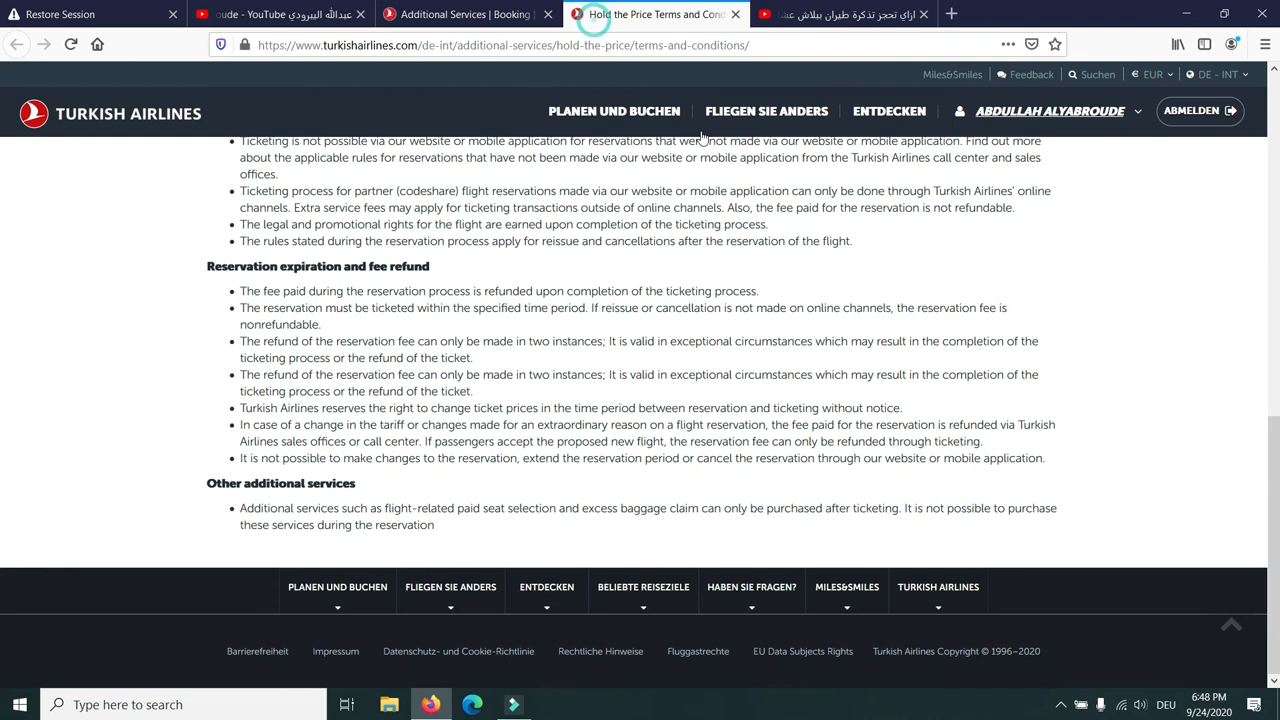 Restore Session
عبدالله اليبرودي oude - YouTube
Additional Services | Booking |
Hold the Price Terms and Cond
ازاي تحجز تذكرة طيران ببلاش عشا
https://www.turkishairlines.com/de-int/additional-services/hold-the-price/terms-and-conditions/
Miles&Smiles Feedback Suchen € EUR DE - INT
TURKISH AIRLINES PLANEN UND BUCHEN FLIEGEN SIE ANDERS ENTDECKEN ABDULLAH ALYABROUDE ABMELDEN
Ticketing is not possible via our website or mobile application for reservations that were not made via our website or mobile application. Find out more
about the applicable rules for reservations that have not been made via our website or mobile application from the Turkish Airlines call center and sales
offices.
Ticketing process for partner (codeshare) flight reservations made via our website or mobile application can only be done through Turkish Airlines' online
channels. Extra service fees may apply for ticketing transactions outside of online channels. Also, the fee paid for the reservation is not refundable.
The legal and promotional rights for the flight are earned upon completion of the ticketing process.
The rules stated during the reservation process apply for reissue and cancellations after the reservation of the flight.
Reservation expiration and fee refund
The fee paid during the reservation process is refunded upon completion of the ticketing process.
The reservation must be ticketed within the specified time period. If reissue or cancellation is not made on online channels, the reservation fee is
nonrefundable.
The refund of the reservation fee can only be made in two instances; It is valid in exceptional circumstances which may result in the completion of the
ticketing process or the refund of the ticket.
The refund of the reservation fee can only be made in two instances; It is valid in exceptional circumstances which may result in the completion of the
ticketing process or the refund of the ticket.
Turkish Airlines reserves the right to change ticket prices in the time period between reservation and ticketing without notice.
In case of a change in the tariff or changes made for an extraordinary reason on a flight reservation, the fee paid for the reservation is refunded via Turkish
Airlines sales offices or call center. If passengers accept the proposed new flight, the reservation fee can only be refunded through ticketing.
It is not possible to make changes to the reservation, extend the reservation period or cancel the reservation through our website or mobile application.
Other additional services
Additional services such as flight-related paid seat selection and excess baggage claim can only be purchased after ticketing. It is not possible to purchase
these services during the reservation
PLANEN UND BUCHEN FLIEGEN SIE ANDERS ENTDECKEN BELIEBTE REISEZIELE HABEN SIE FRAGEN? MILES&SMILES TURKISH AIRLINES
Barrierefreiheit Impressum Datenschutz- und Cookie-Richtlinie Rechtliche Hinweise Fluggastrechte EU Data Subjects Rights Turkish Airlines Copyright © 1996–2020
Type here to search DEU 6:48 PM
9/24/2020